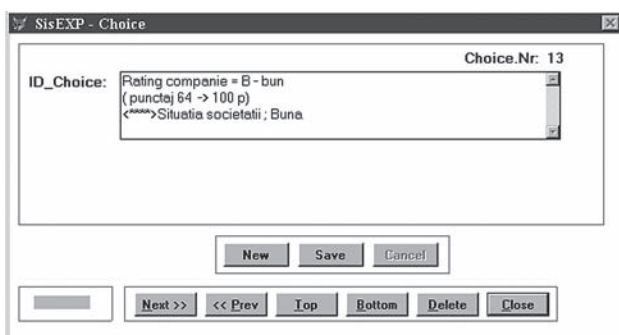 SisEXP - Choice
Choice.Nr: 13
ID_Choice:
Rating companie = B - bun
( punctaj 64 -> 100 p)
<****>Situatia societatii ; Buna
New Save Cancel
Next >> << Prev Top Bottom Delete Close